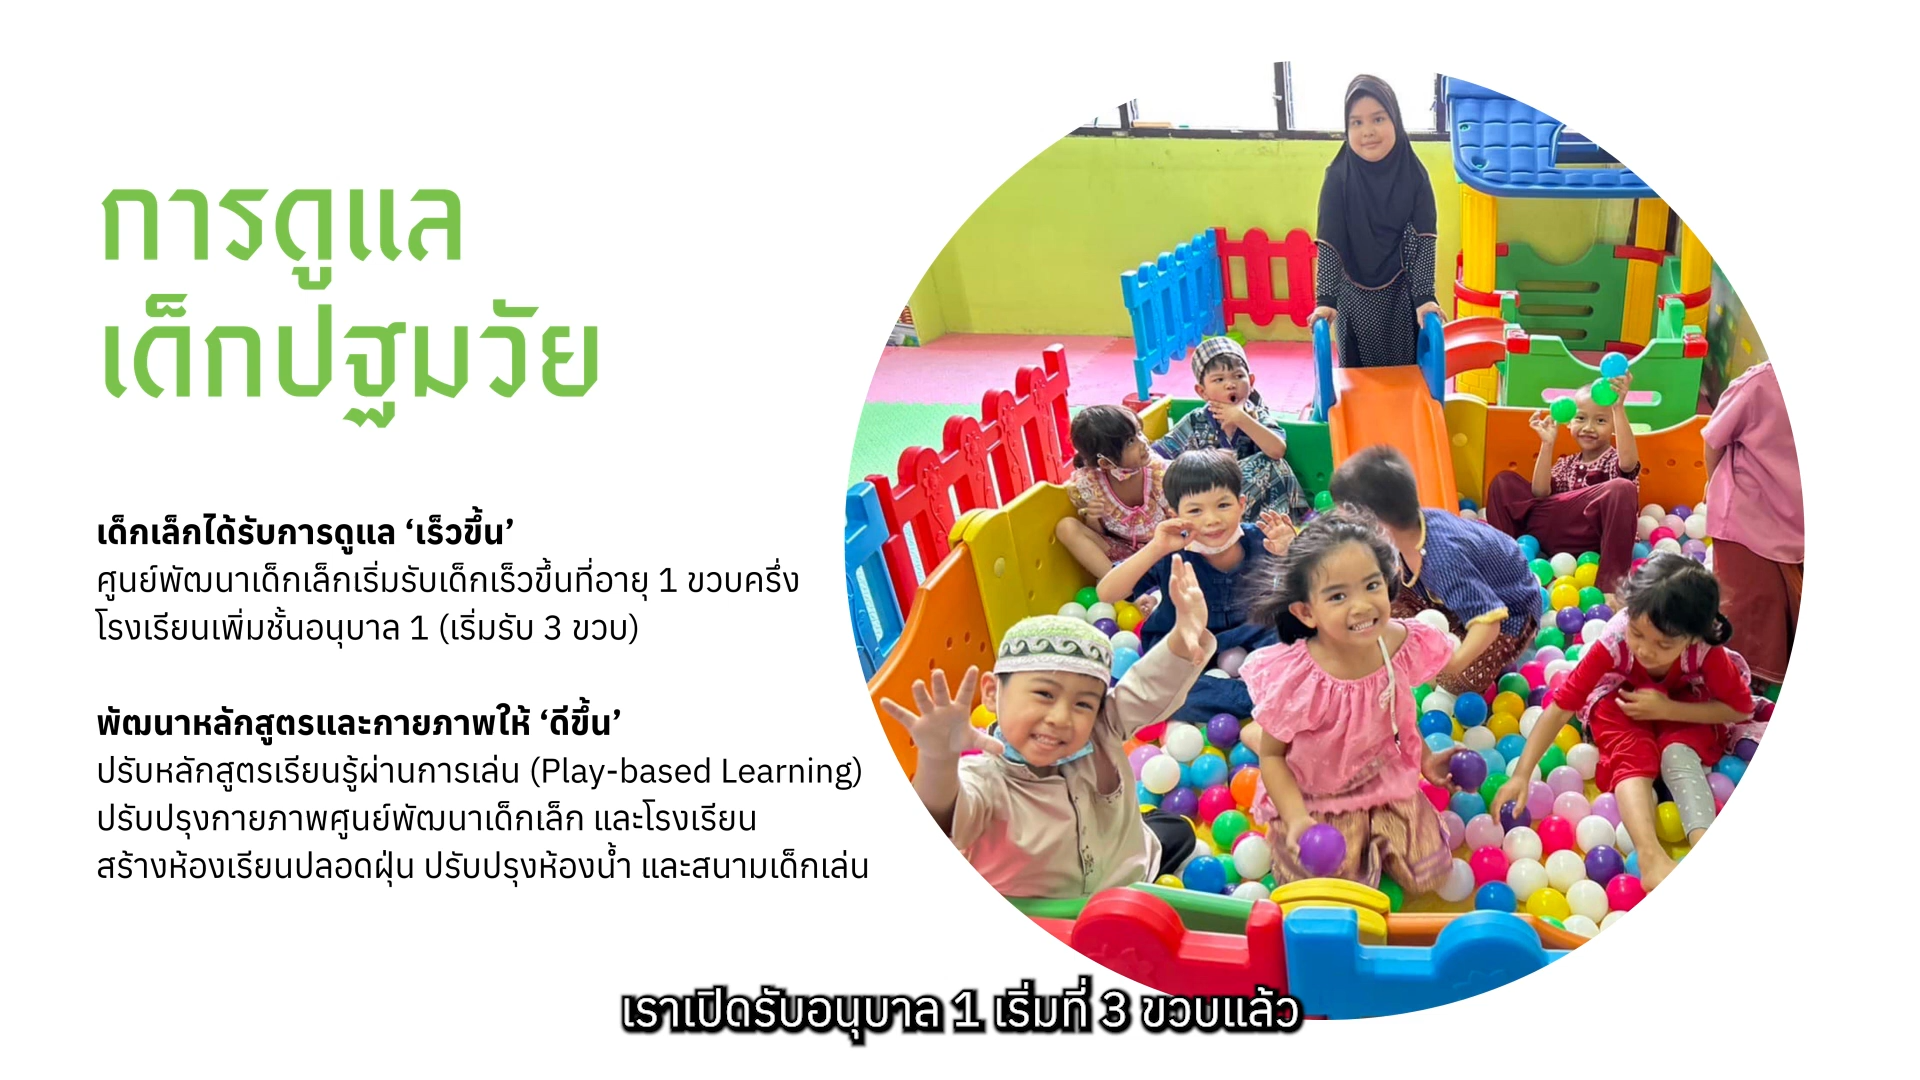 การดูแล
เด็กปฐมวัย
เด็กเล็กได้รับการดูแล ‘เร็วขึ้น’
ศูนย์พัฒนาเด็กเล็กเริ่มรับเด็กเร็วขึ้นที่อายุ 1 ขวบครึ่ง
โรงเรียนเพิ่มชั้นอนุบาล 1 (เริ่มรับ 3 ขวบ)
พัฒนาหลักสูตรและกายภาพให้ ‘ดีขึ้น’
ปรับหลักสูตรเรียนรู้ผ่านการเล่น (Play-based Learning)
ปรับปรุงกายภาพศูนย์พัฒนาเด็กเล็ก และโรงเรียน
สร้างห้องเรียนปลอดฝุ่น ปรับปรุงห้องน้ำ และสนามเด็กเล่น
เราเปิดรับอนุบาล 1 เริ่มที่ 3 ขวบแล้ว